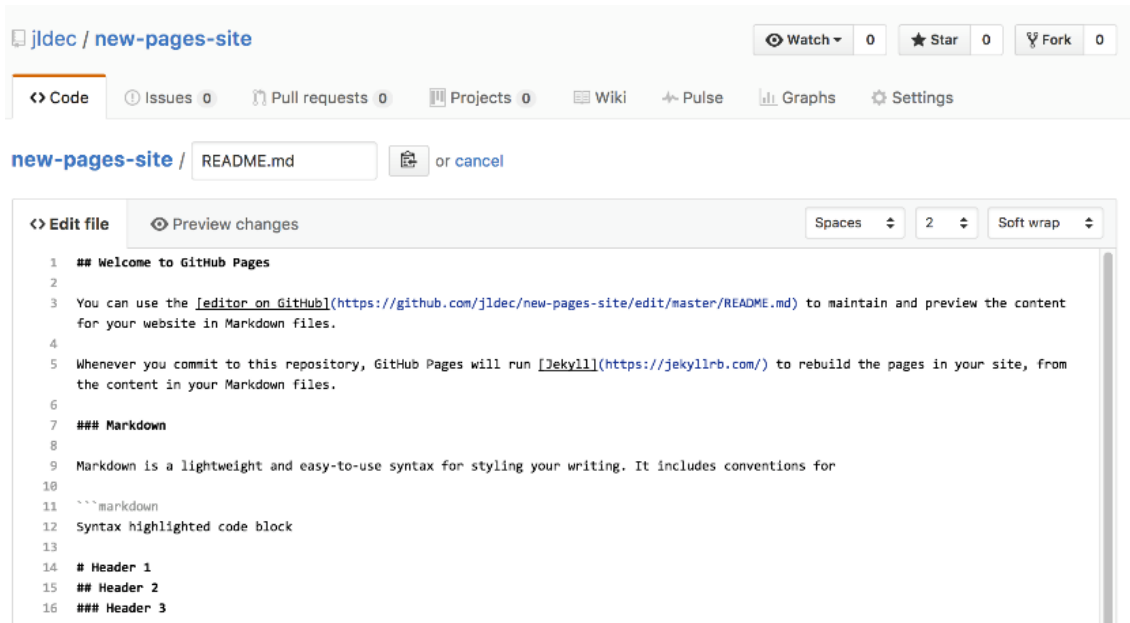 jldec / new-pages-site
Watch 0 Star 0 Fork 0
Code Issues 0 Pull requests 0 Projects 0 Wiki Pulse Graphs Settings
new-pages-site / README.md or cancel
Edit file Preview changes Spaces 2 Soft wrap
1 ## Welcome to GitHub Pages
2
3 You can use the [editor on GitHub](https://github.com/jldec/new-pages-site/edit/master/README.md) to maintain and preview the content
for your website in Markdown files.
4
5 Whenever you commit to this repository, GitHub Pages will run [Jekyll](https://jekyllrb.com/) to rebuild the pages in your site, from
the content in your Markdown files.
6
7 ### Markdown
8
9 Markdown is a lightweight and easy-to-use syntax for styling your writing. It includes conventions for
10
11 ```markdown
12 Syntax highlighted code block
13
14 # Header 1
15 ## Header 2
16 ### Header 3